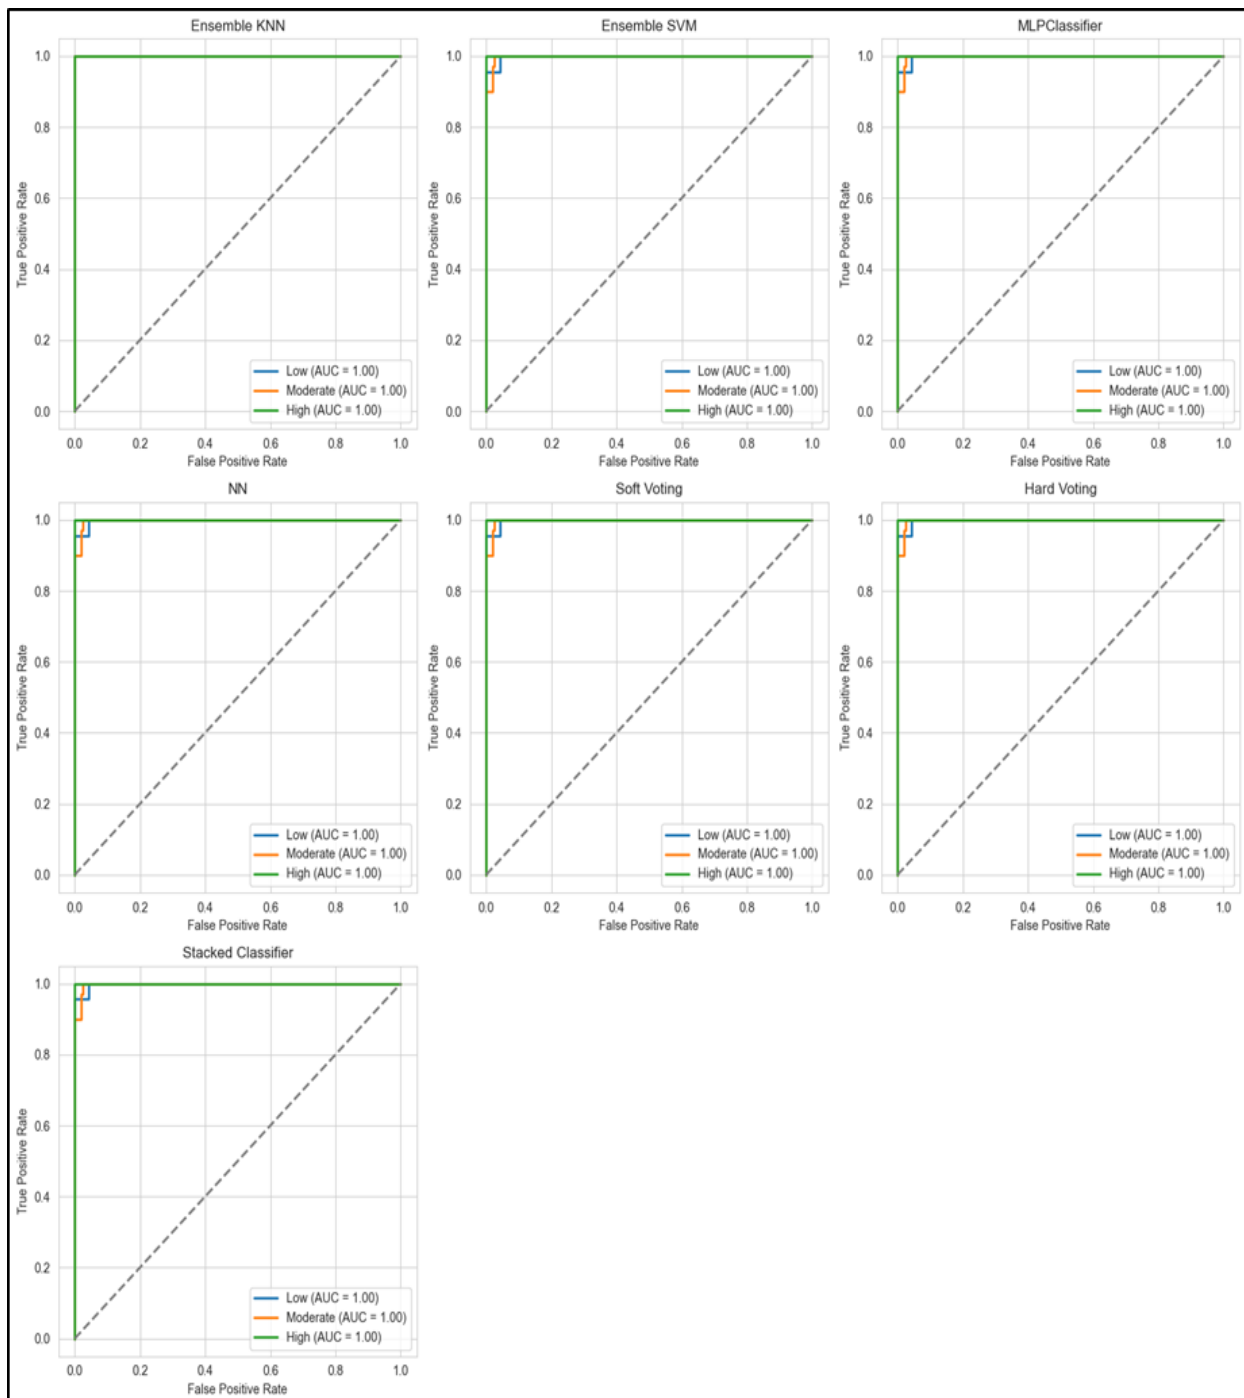 Ensemble KNN
1.0
0.8
0.6
0.4
0.2
0.0
True Positive Rate
Low (AUC = 1.00)
Moderate (AUC = 1.00)
High (AUC = 1.00)
0.0 0.2 0.4 0.6 0.8 1.0
False Positive Rate
Ensemble SVM
1.0
0.8
0.6
0.4
0.2
0.0
True Positive Rate
Low (AUC = 1.00)
Moderate (AUC = 1.00)
High (AUC = 1.00)
0.0 0.2 0.4 0.6 0.8 1.0
False Positive Rate
MLPClassifier
1.0
0.8
0.6
0.4
0.2
0.0
True Positive Rate
Low (AUC = 1.00)
Moderate (AUC = 1.00)
High (AUC = 1.00)
0.0 0.2 0.4 0.6 0.8 1.0
False Positive Rate
NN
1.0
0.8
0.6
0.4
0.2
0.0
True Positive Rate
Low (AUC = 1.00)
Moderate (AUC = 1.00)
High (AUC = 1.00)
0.0 0.2 0.4 0.6 0.8 1.0
False Positive Rate
Soft Voting
1.0
0.8
0.6
0.4
0.2
0.0
True Positive Rate
Low (AUC = 1.00)
Moderate (AUC = 1.00)
High (AUC = 1.00)
0.0 0.2 0.4 0.6 0.8 1.0
False Positive Rate
Hard Voting
1.0
0.8
0.6
0.4
0.2
0.0
True Positive Rate
Low (AUC = 1.00)
Moderate (AUC = 1.00)
High (AUC = 1.00)
0.0 0.2 0.4 0.6 0.8 1.0
False Positive Rate
Stacked Classifier
1.0
0.8
0.6
0.4
0.2
0.0
True Positive Rate
Low (AUC = 1.00)
Moderate (AUC = 1.00)
High (AUC = 1.00)
0.0 0.2 0.4 0.6 0.8 1.0
False Positive Rate